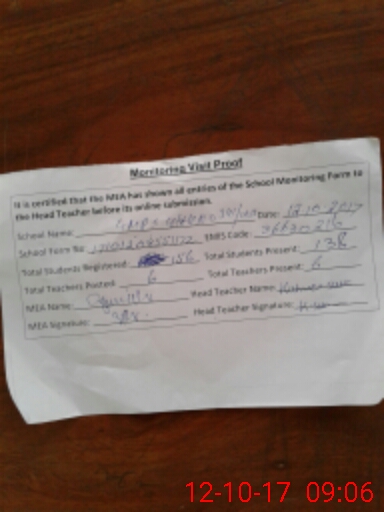 Monitoring Visit Proof
It is certified that the MEA has shown all entries of the School Monitoring Form to
the Head Teacher before its online submission.
School Name: Date: 12.10.2017
School Form No: EMIS Code:
Total Students Registered: 156 Total Students Present: 138
Total Teachers Posted: 6 Total Teachers Present: 6
MEA Name: Head Teacher Name:
MEA Signature: Head Teacher Signature:
12-10-17 09:06